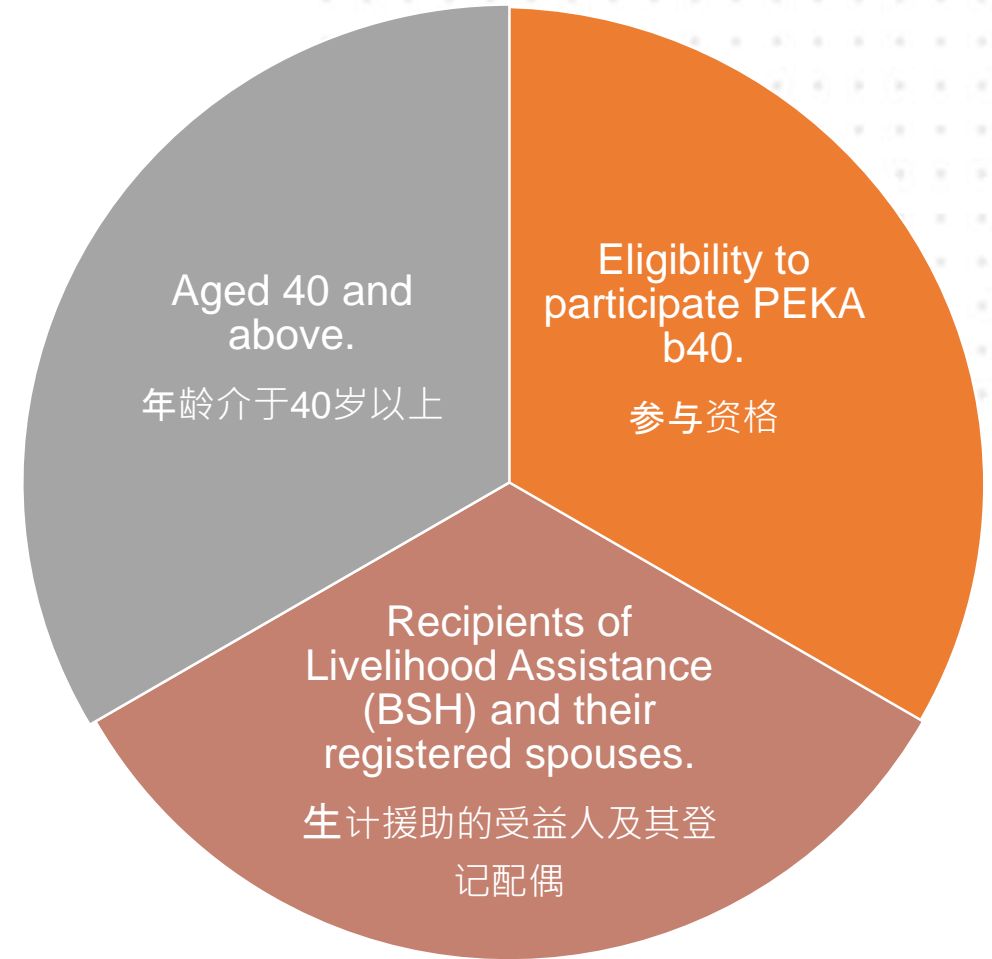 Eligibility to
participate PEKA
b40.
参与资格
Recipients of
Livelihood Assistance
(BSH) and their
registered spouses.
生计援助的受益人及其登
记配偶
Aged 40 and
above.
年龄介于40岁以上